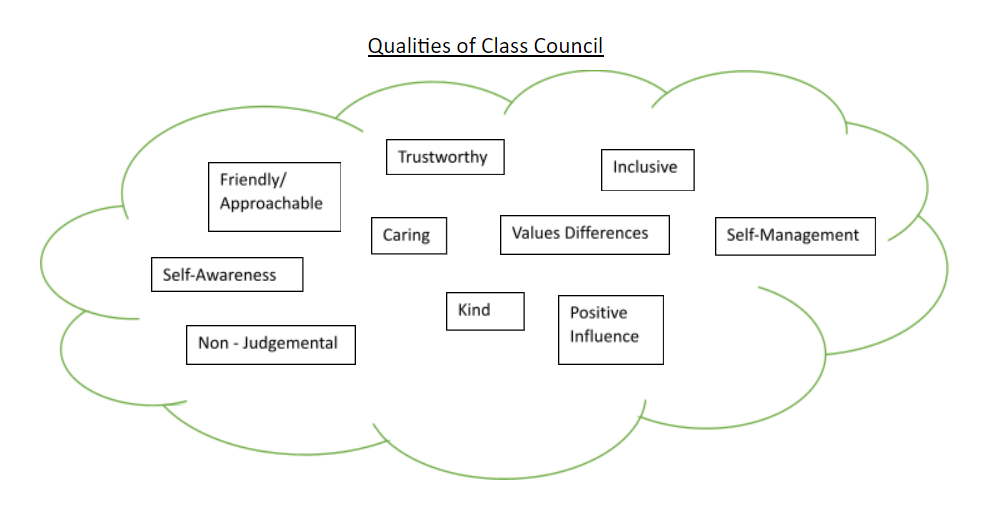 Qualities of Class Council
Trustworthy
Inclusive
Friendly/
Approachable
Caring
Values Differences
Self-Management
Self-Awareness
Kind
Positive
Influence
Non - Judgemental